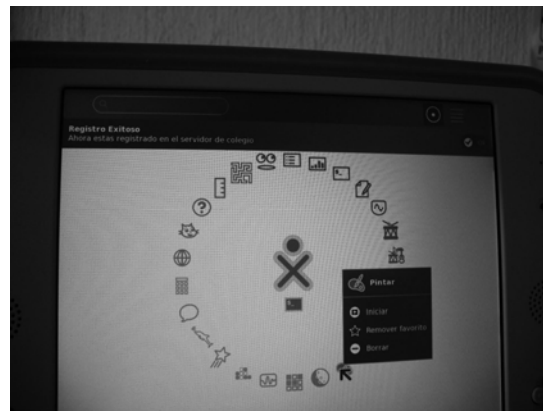 Registro Exitoso
Ahora estas registrado en el servidor de colegio
Pintar
Iniciar
Remover favorito
Borrar